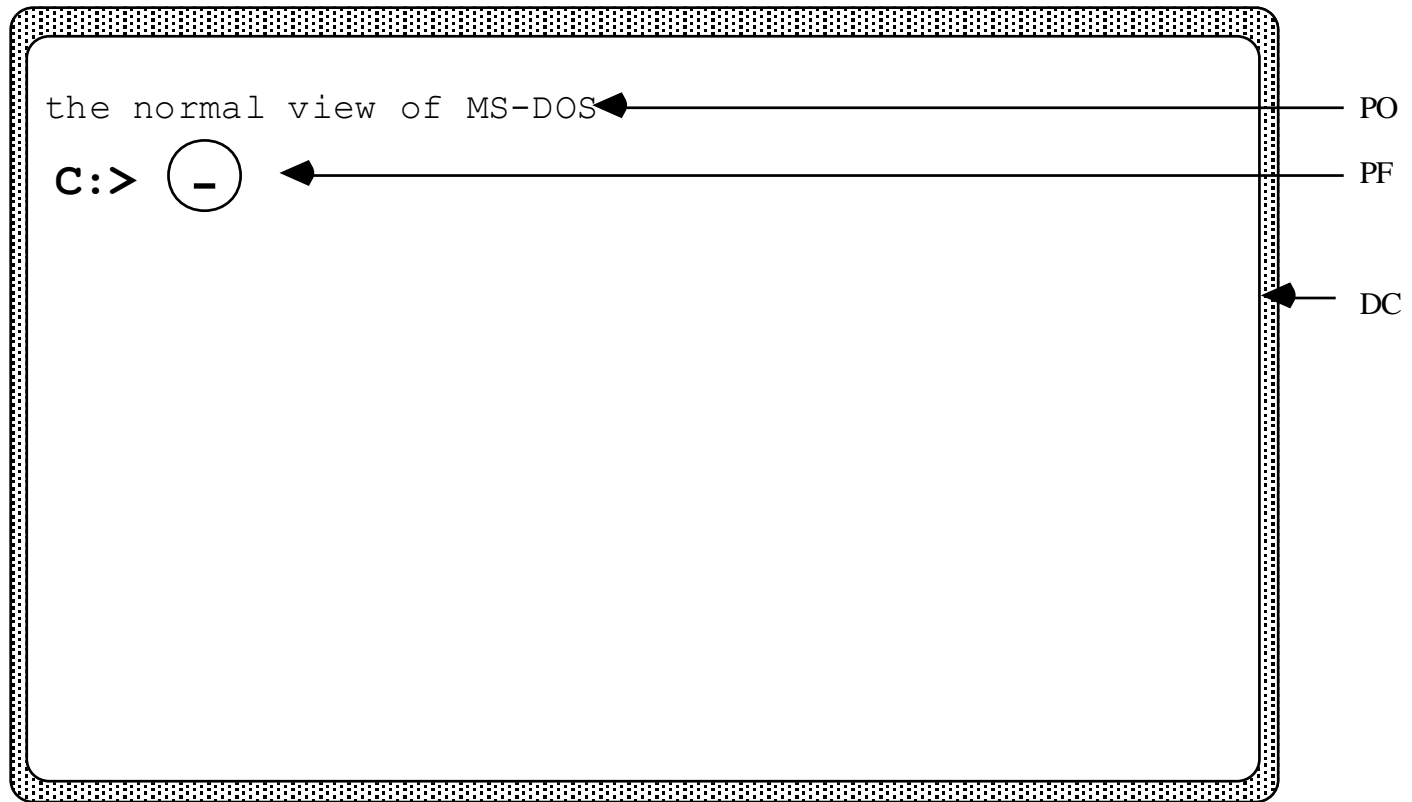 the normal view of MS-DOS PO
C:> _ PF
DC